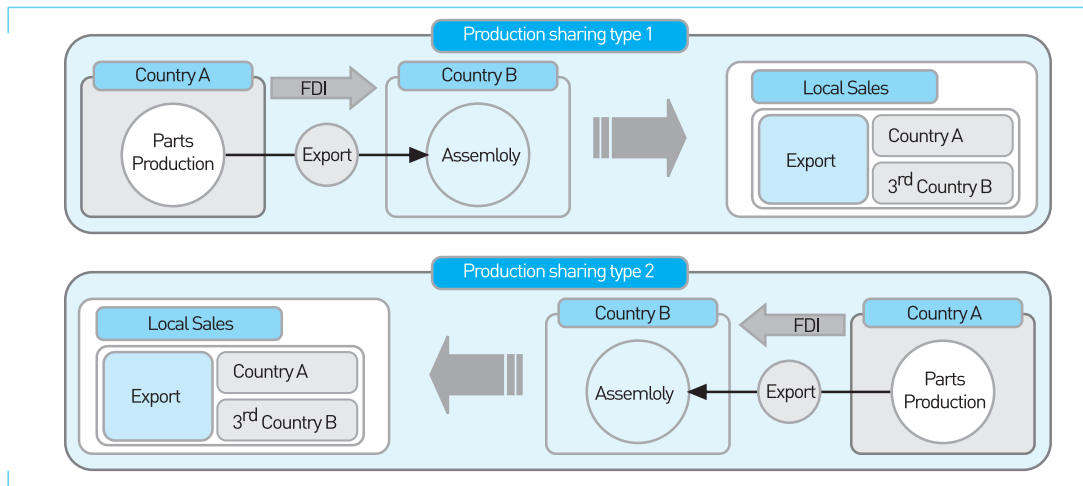 Production sharing type 1
Country A
FDI
Country B
Local Sales
Parts
Production
Export
Assemloly
Export
Country A
3rd Country B
Production sharing type 2
Local Sales
Country B
FDI
Country A
Export
Country A
3rd Country B
Assemloly
Export
Parts
Production